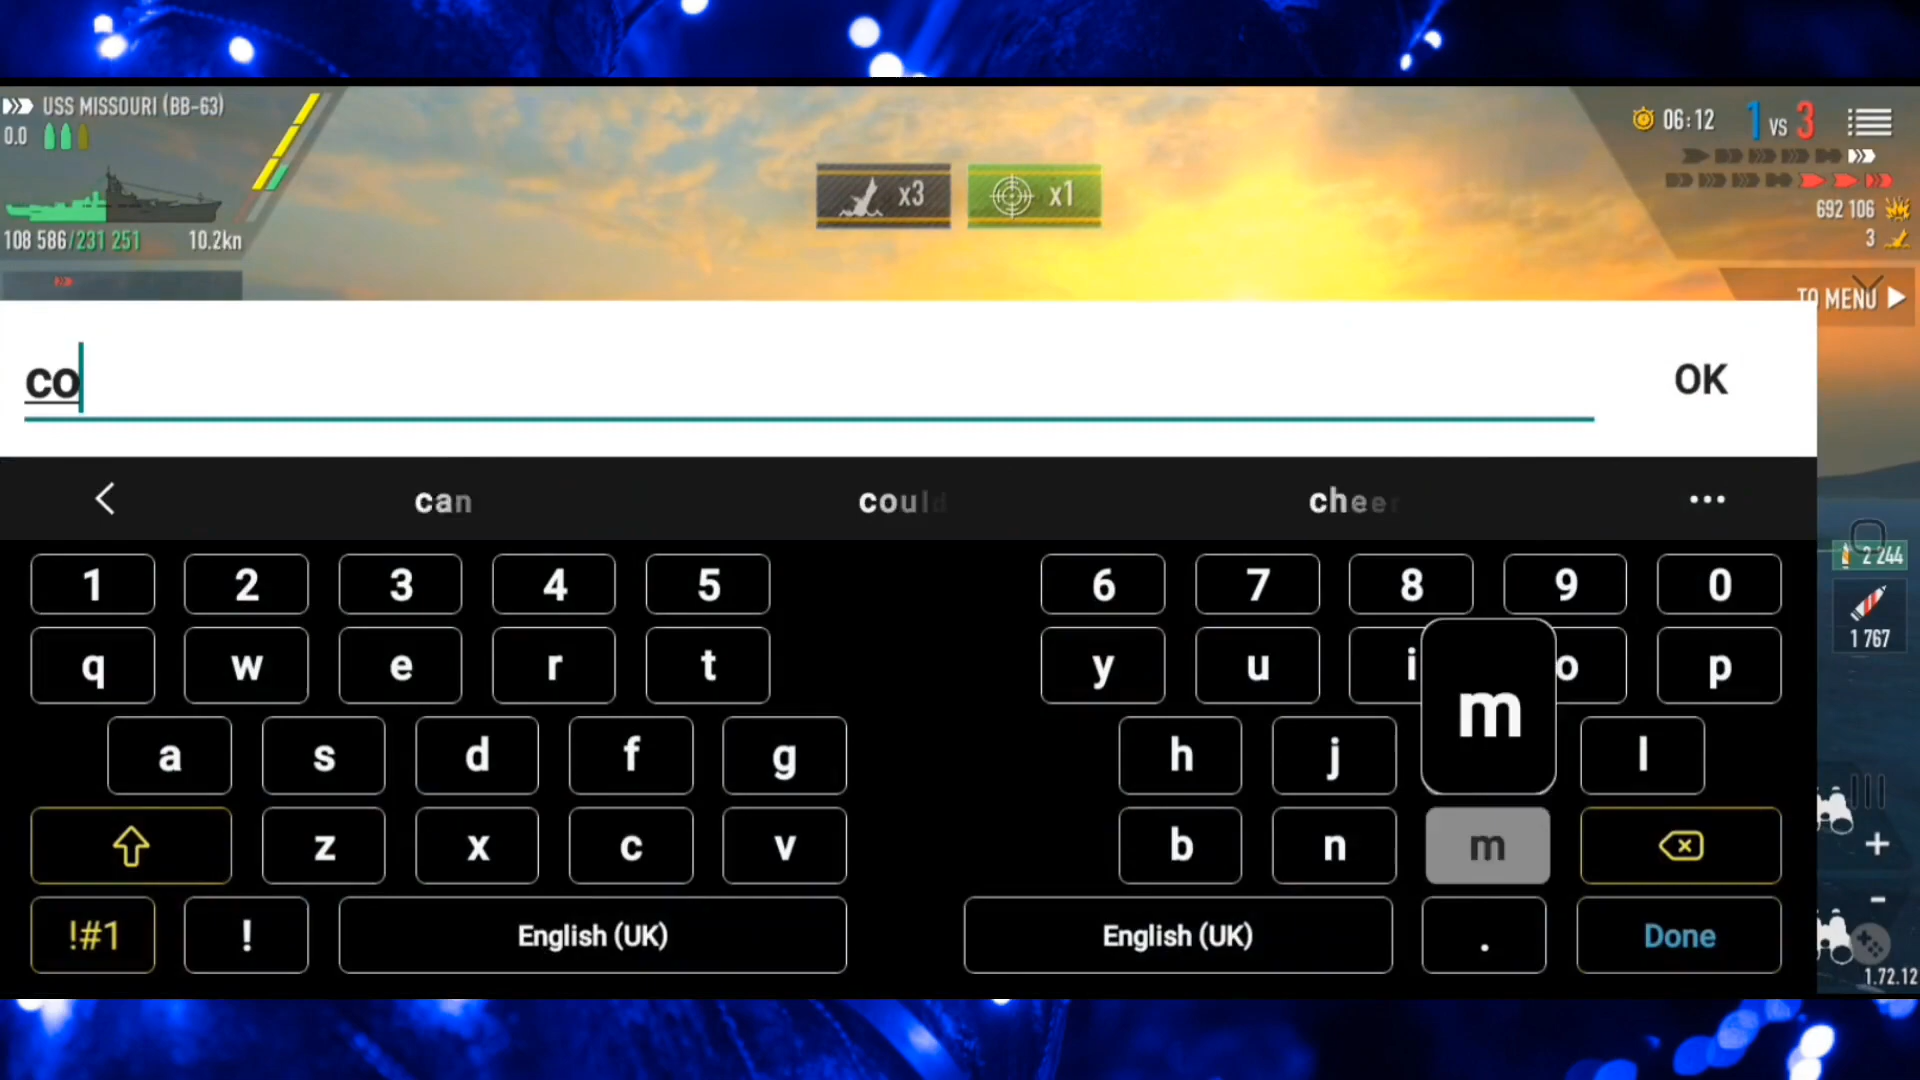 USS MISSOURI (BB-63)
0.0
108 586/231 251
10.2kn
x3
x1
06:12
1 VS 3
692 106
3
TO MENU
co
OK
can
could
cheer
1 2 3 4 5 6 7 8 9 0
q w e r t y u i o p
m
a s d f g h j l
z x c v b n m
!#1 ! English (UK) English (UK) . Done
2 244
1 767
+
-
1.72.12